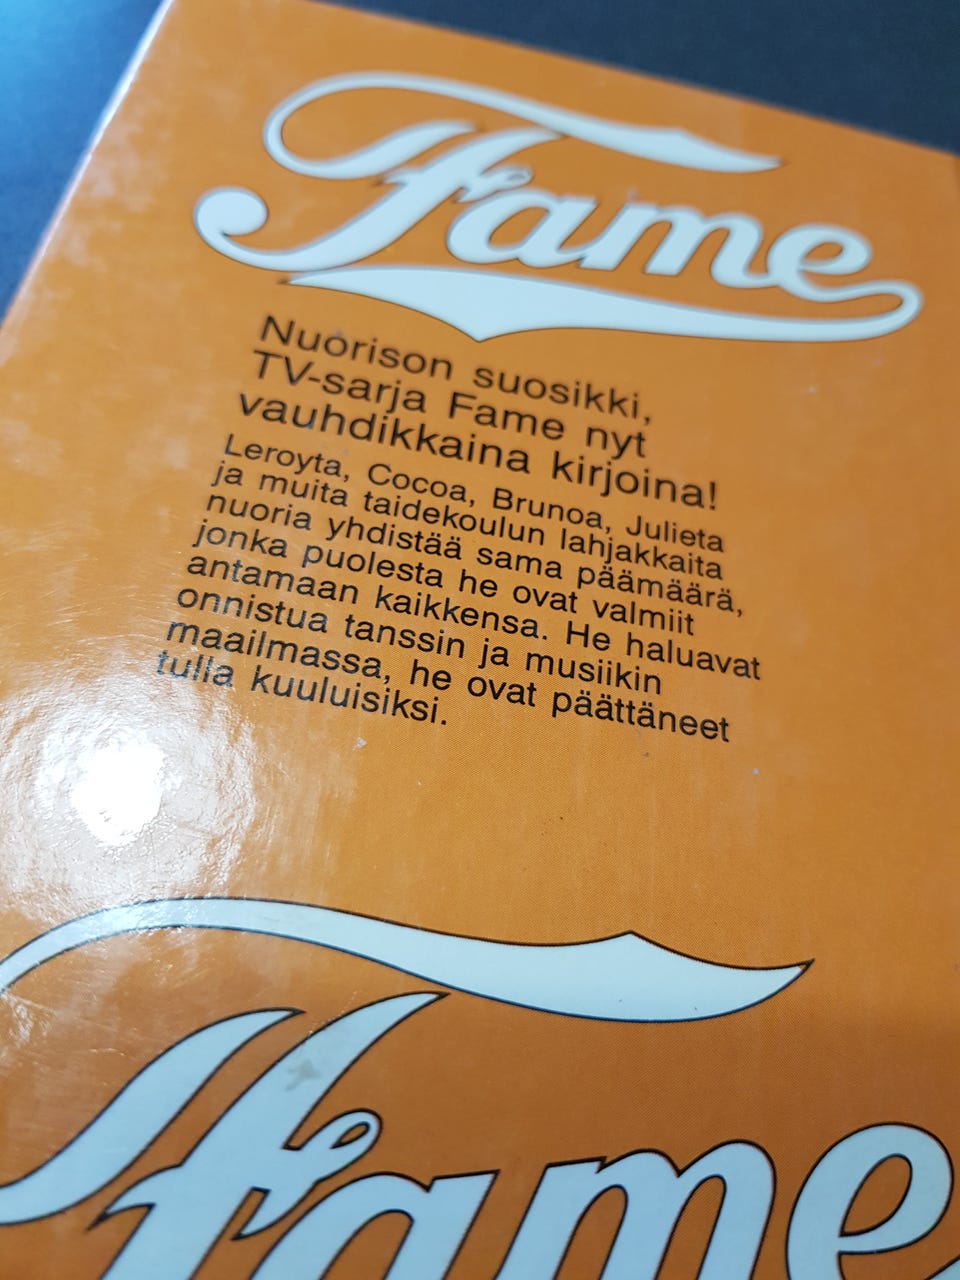 Fame
Nuorison suosikki,
TV-sarja Fame nyt
vauhdikkaina kirjoina!
Leroyta, Cocoa, Brunoa, Julieta
ja muita taidekoulun lahjakkaita
nuoria yhdistää sama päämäärä,
jonka puolesta he ovat valmiit
antamaan kaikkensa. He haluavat
onnistua tanssin ja musiikin
maailmassa, he ovat päättäneet
tulla kuuluisiksi.
Fame